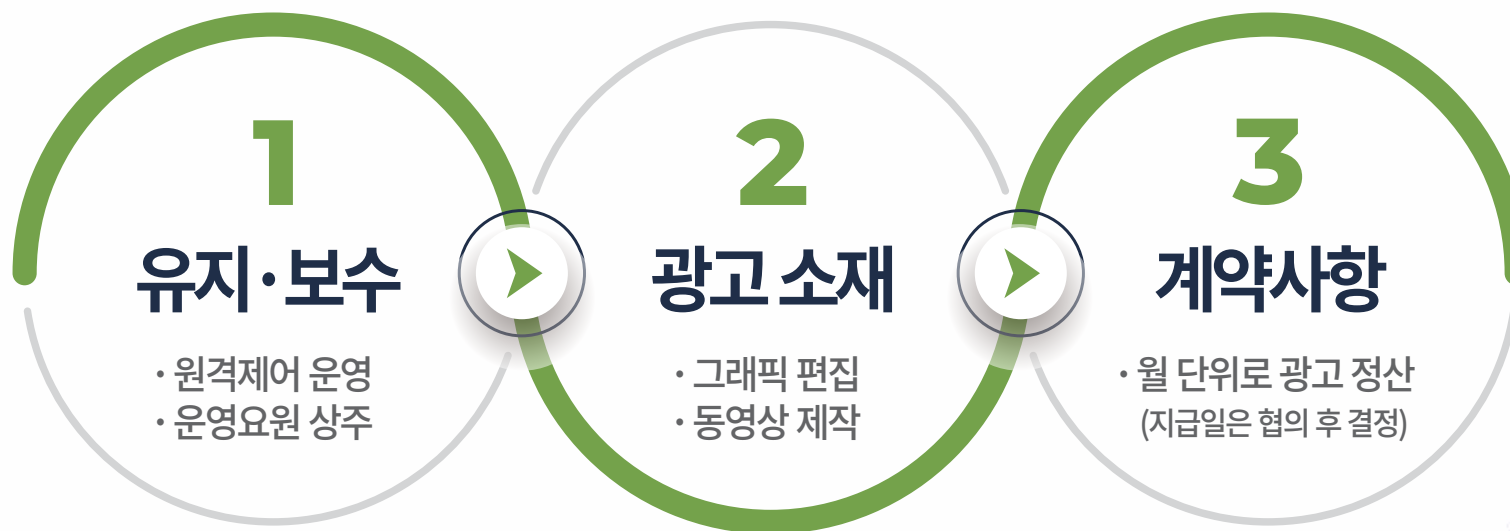 1
유지·보수
· 원격제어 운영
· 운영요원 상주
2
광고 소재
· 그래픽 편집
· 동영상 제작
3
계약사항
· 월 단위로 광고 정산
(지급일은 협의 후 결정)